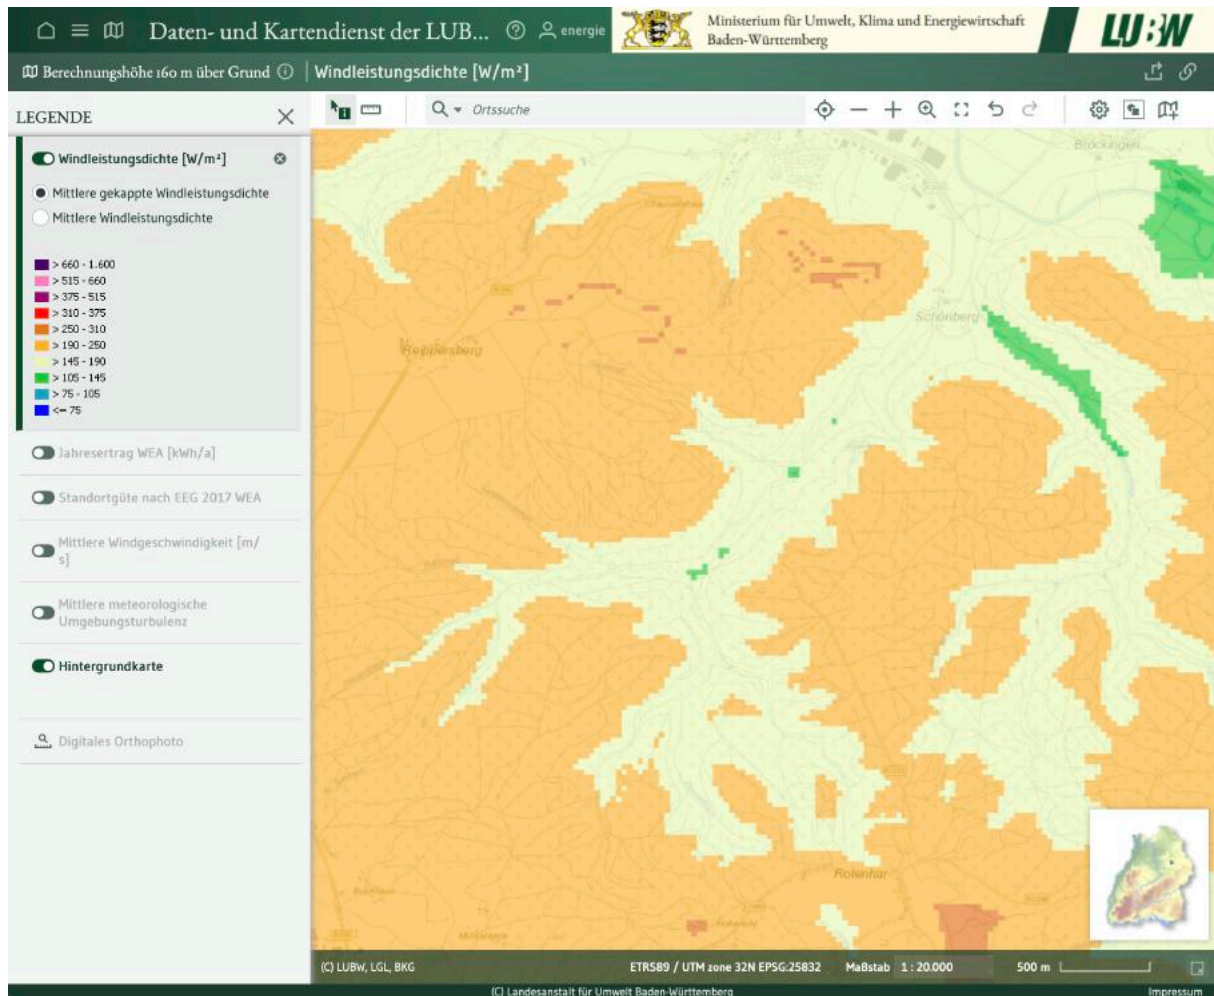 Daten- und Kartendienst der LUB...
energie
Ministerium für Umwelt, Klima und Energiewirtschaft
Baden-Württemberg
LUBW
Berechnungshöhe 160 m über Grund
Windleistungsdichte [W/m²]
LEGENDE
Ortssuche
Windleistungsdichte [W/m²]
Mittlere gekappte Windleistungsdichte
Mittlere Windleistungsdichte
> 660 - 1.600
> 515 - 660
> 375 - 515
> 310 - 375
> 250 - 310
> 190 - 250
> 145 - 190
> 105 - 145
> 75 - 105
<= 75
Jahresertrag WEA [kWh/a]
Standortgüte nach EEG 2017 WEA
Mittlere Windgeschwindigkeit [m/
s]
Mittlere meteorologische
Umgebungsturbulenz
Hintergrundkarte
Digitales Orthophoto
Bröckingen
Schönberg
Reippersberg
Rotenhar
(C) LUBW, LGL, BKG
ETRS89 / UTM zone 32N EPSG:25832
Maßstab
1 : 20.000
500 m
(C) Landesanstalt für Umwelt Baden-Württemberg
Impressum